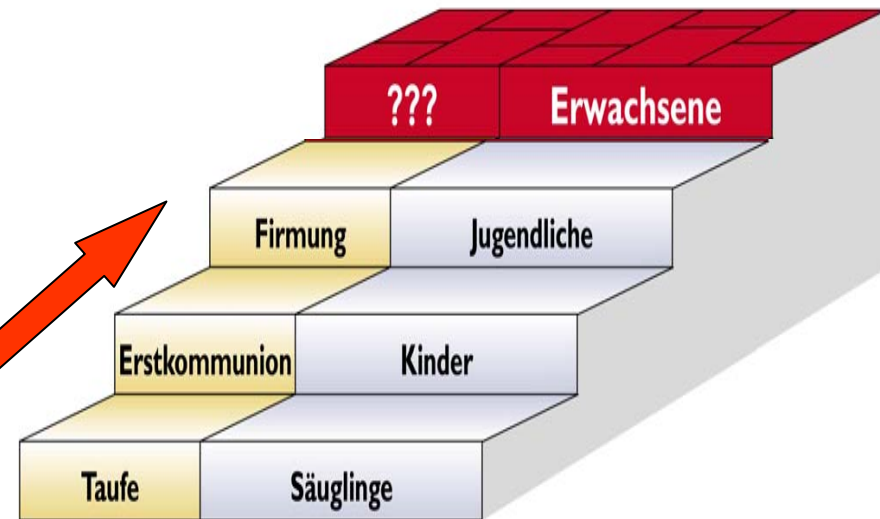 ??? Erwachsene
Firmung Jugendliche
Erstkommunion Kinder
Taufe Säuglinge